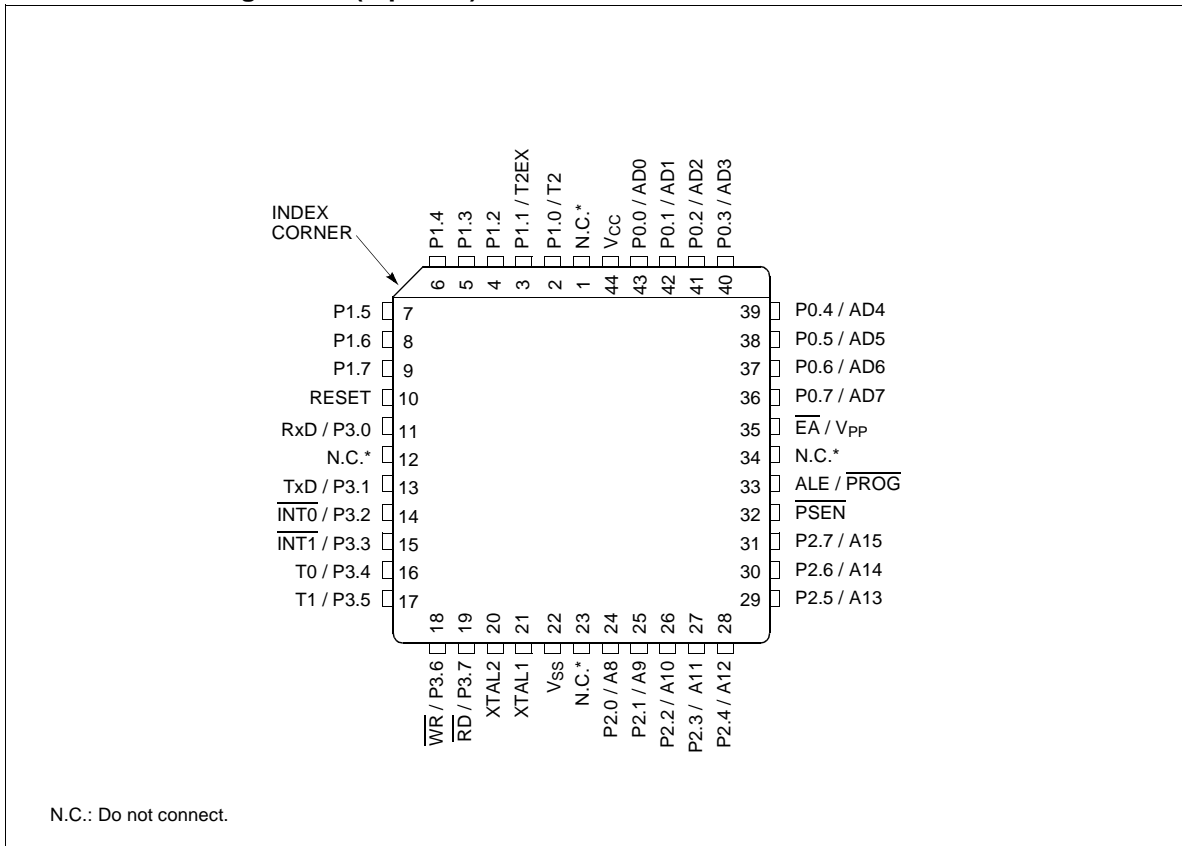 INDEX
CORNER
P1.4
P1.3
P1.2
P1.1 / T2EX
P1.0 / T2
N.C.*
VCC
P0.0 / AD0
P0.1 / AD1
P0.2 / AD2
P0.3 / AD3
6
5
4
3
2
1
44
43
42
41
40
P1.5 7
P1.6 8
P1.7 9
RESET 10
RxD / P3.0 11
N.C.* 12
TxD / P3.1 13
INT0 / P3.2 14
INT1 / P3.3 15
T0 / P3.4 16
T1 / P3.5 17
39 P0.4 / AD4
38 P0.5 / AD5
37 P0.6 / AD6
36 P0.7 / AD7
35 EA / VPP
34 N.C.*
33 ALE / PROG
32 PSEN
31 P2.7 / A15
30 P2.6 / A14
29 P2.5 / A13
18
19
20
21
22
23
24
25
26
27
28
WR / P3.6
RD / P3.7
XTAL2
XTAL1
VSS
N.C.*
P2.0 / A8
P2.1 / A9
P2.2 / A10
P2.3 / A11
P2.4 / A12
N.C.: Do not connect.